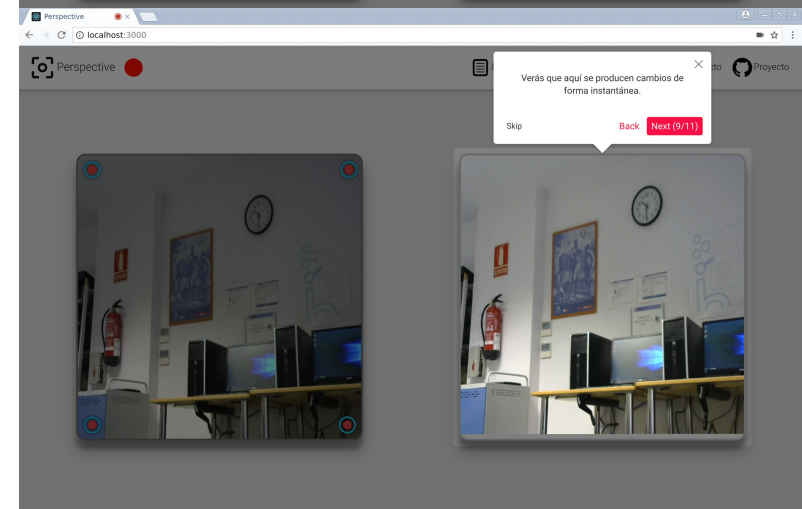 Perspective
localhost:3000
Perspective
Proyecto
Verás que aquí se producen cambios de
forma instantánea.
Skip
Back
Next (9/11)